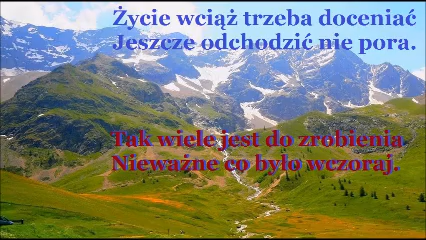 Życie wciąż trzeba doceniać
Jeszcze odchodzić nie pora.
Tak wiele jest do zrobienia.
Nieważne co było wczoraj.